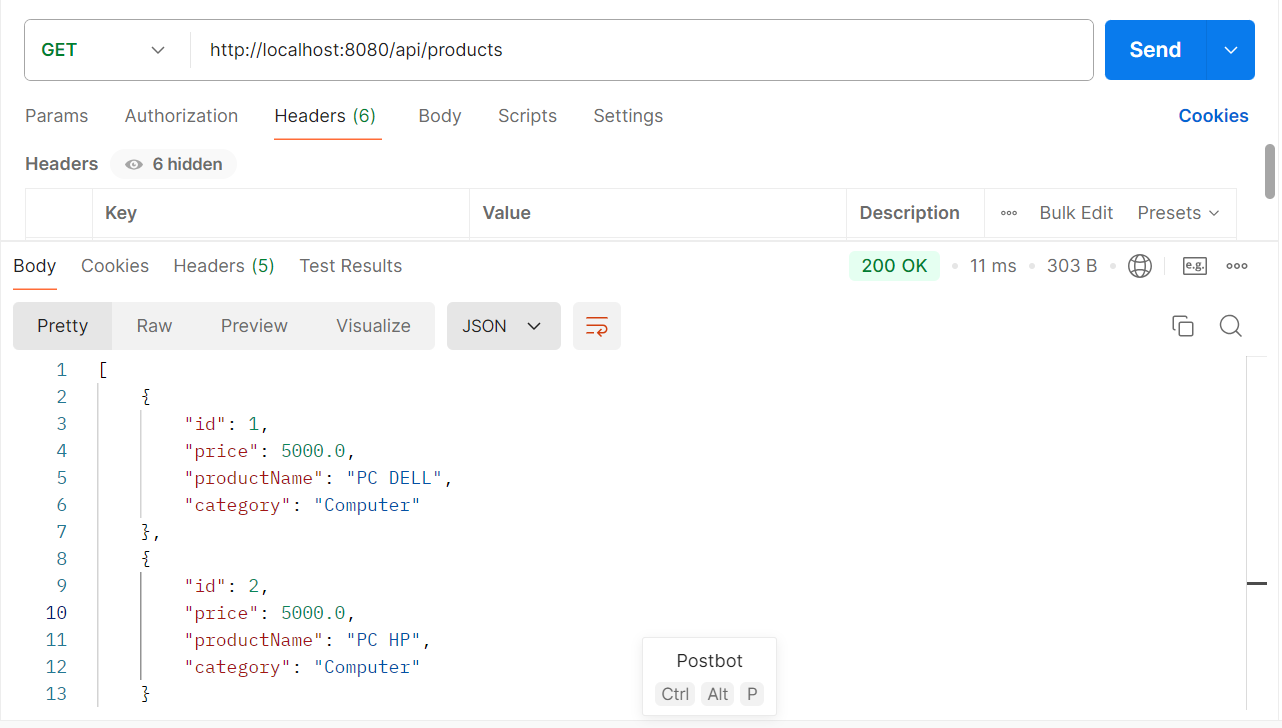 GET http://localhost:8080/api/products Send
Params Authorization Headers (6) Body Scripts Settings Cookies
Headers 6 hidden
Key Value Description Bulk Edit Presets
Body Cookies Headers (5) Test Results 200 OK 11 ms 303 B e.g.
Pretty Raw Preview Visualize JSON
1 [
2 {
3 "id": 1,
4 "price": 5000.0,
5 "productName": "PC DELL",
6 "category": "Computer"
7 },
8 {
9 "id": 2,
10 "price": 5000.0,
11 "productName": "PC HP",
12 "category": "Computer"
13 }
Postbot
Ctrl Alt P